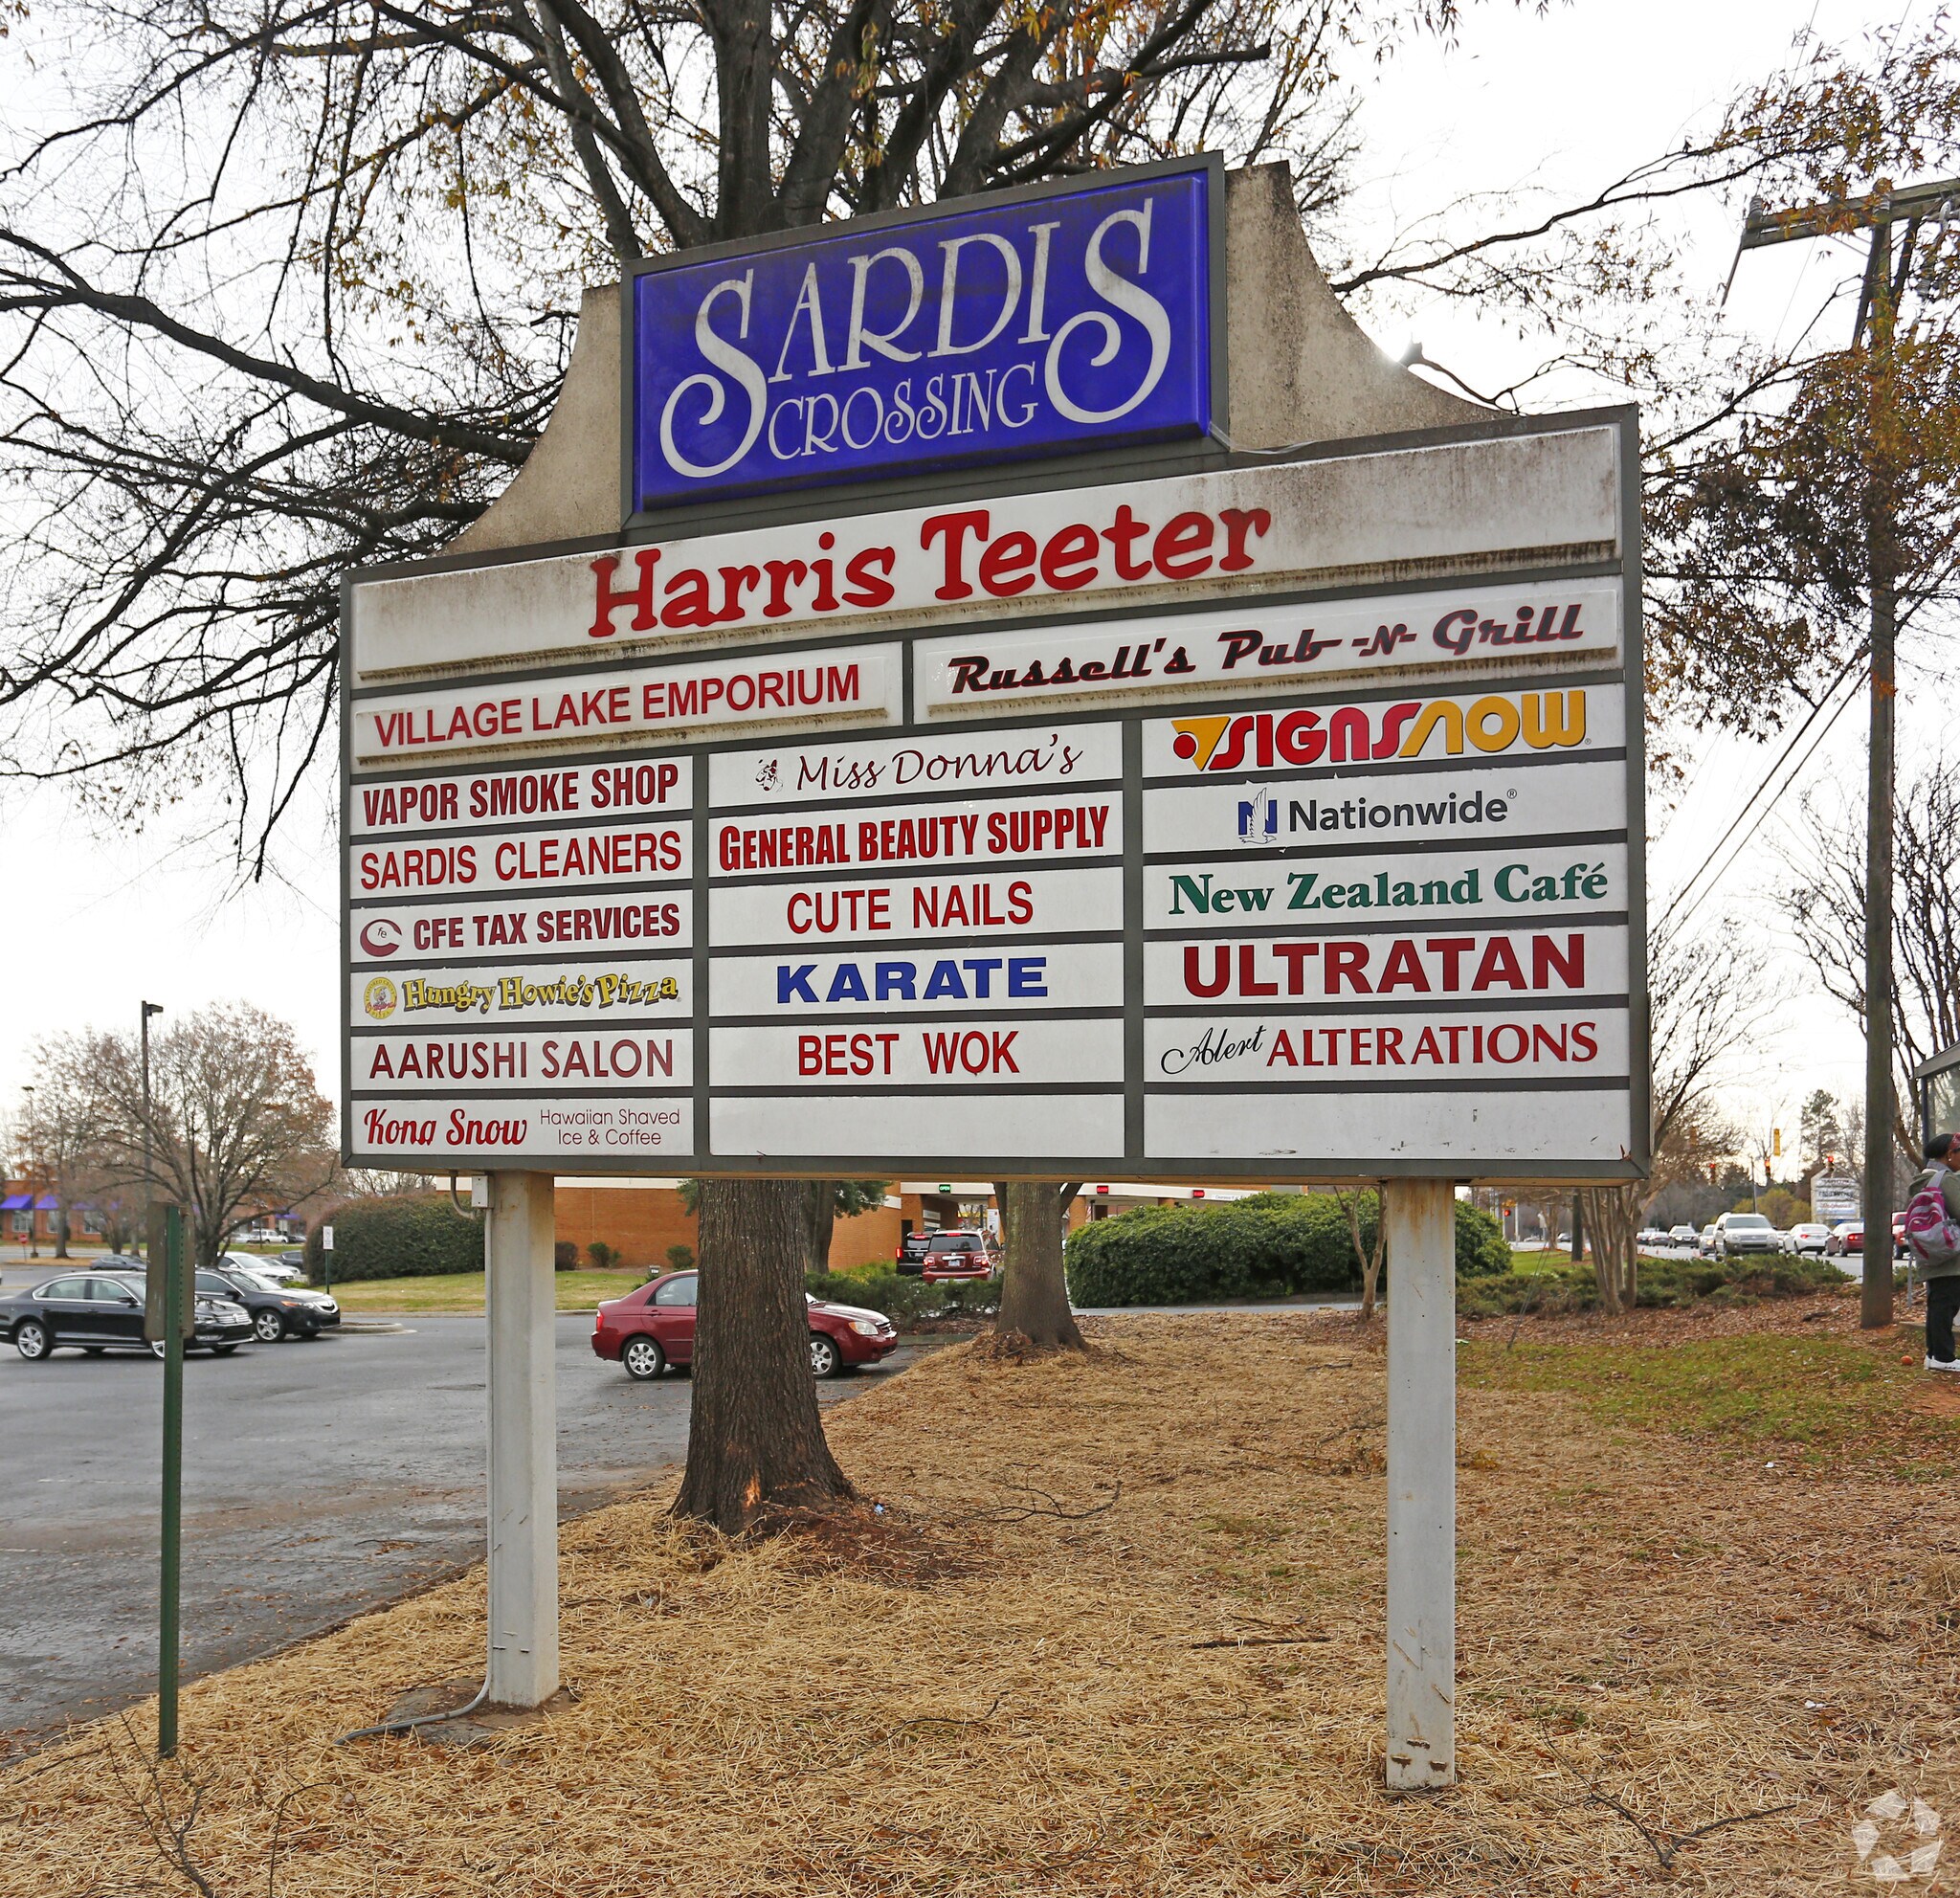 SARDIS
CROSSING
Harris Teeter
VILLAGE LAKE EMPORIUM
Russell's Pub -N- Grill
VAPOR SMOKE SHOP
SARDIS CLEANERS
CFE TAX SERVICES
Hungry Howie's Pizza
AARUSHI SALON
Kona Snow
Hawaiian Shaved
Ice & Coffee
Miss Donna's
GENERAL BEAUTY SUPPLY
CUTE NAILS
KARATE
BEST WOK
SIGNSNOW®
Nationwide®
New Zealand Café
ULTRATAN
Alert ALTERATIONS